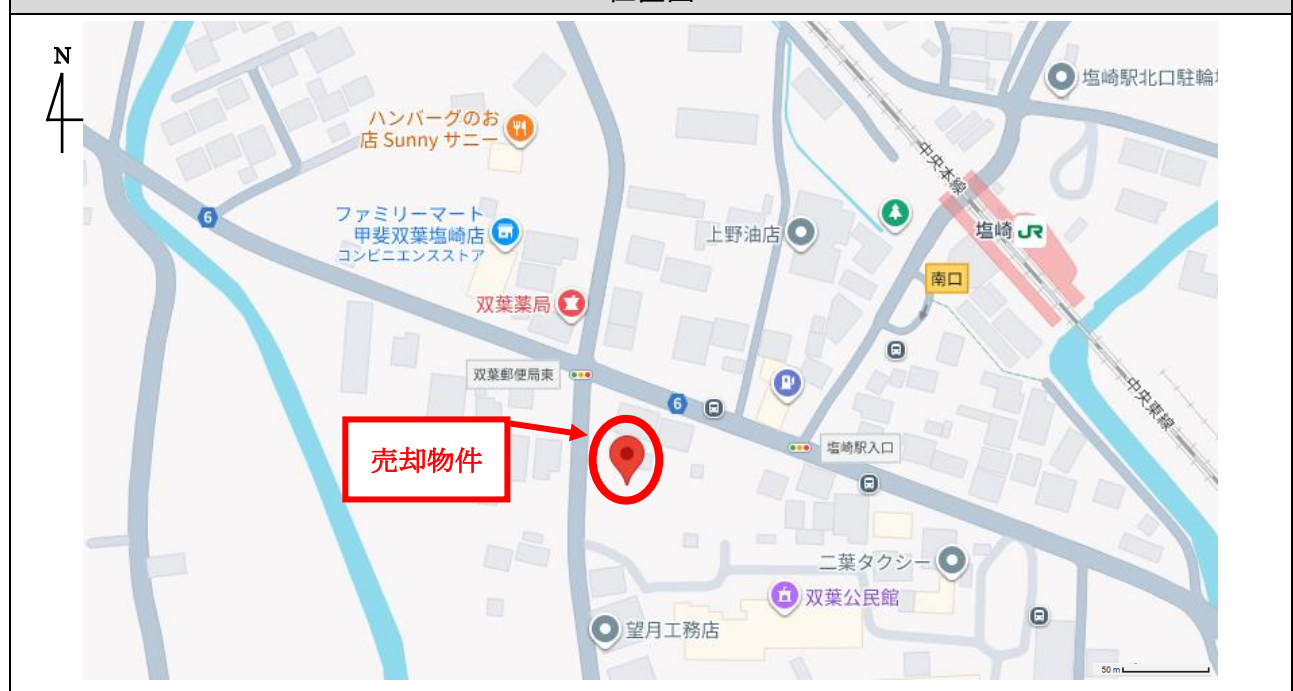 N
塩崎駅北口駐輪
ハンバーグのお
店 Sunny サニー
中央本線
6
ファミリーマート
甲斐双葉塩崎店
コンビニエンスストア
上野油店
塩崎 JR
南口
双葉薬局
双葉郵便局東
6
中央東線
売却物件
塩崎駅入口
二葉タクシー
双葉公民館
望月工務店
50 m